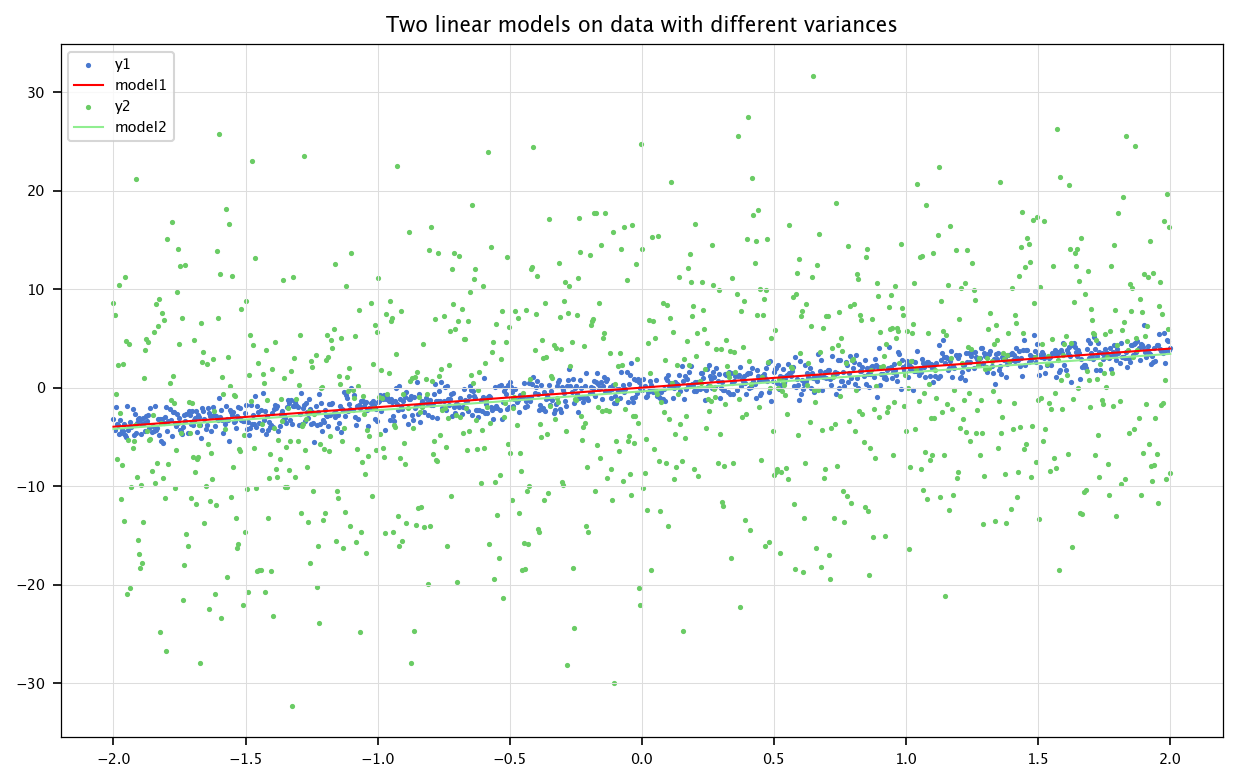 Two linear models on data with different variances
y1
model1
y2
model2
30
20
10
0
−10
−20
−30
−2.0 −1.5 −1.0 −0.5 0.0 0.5 1.0 1.5 2.0